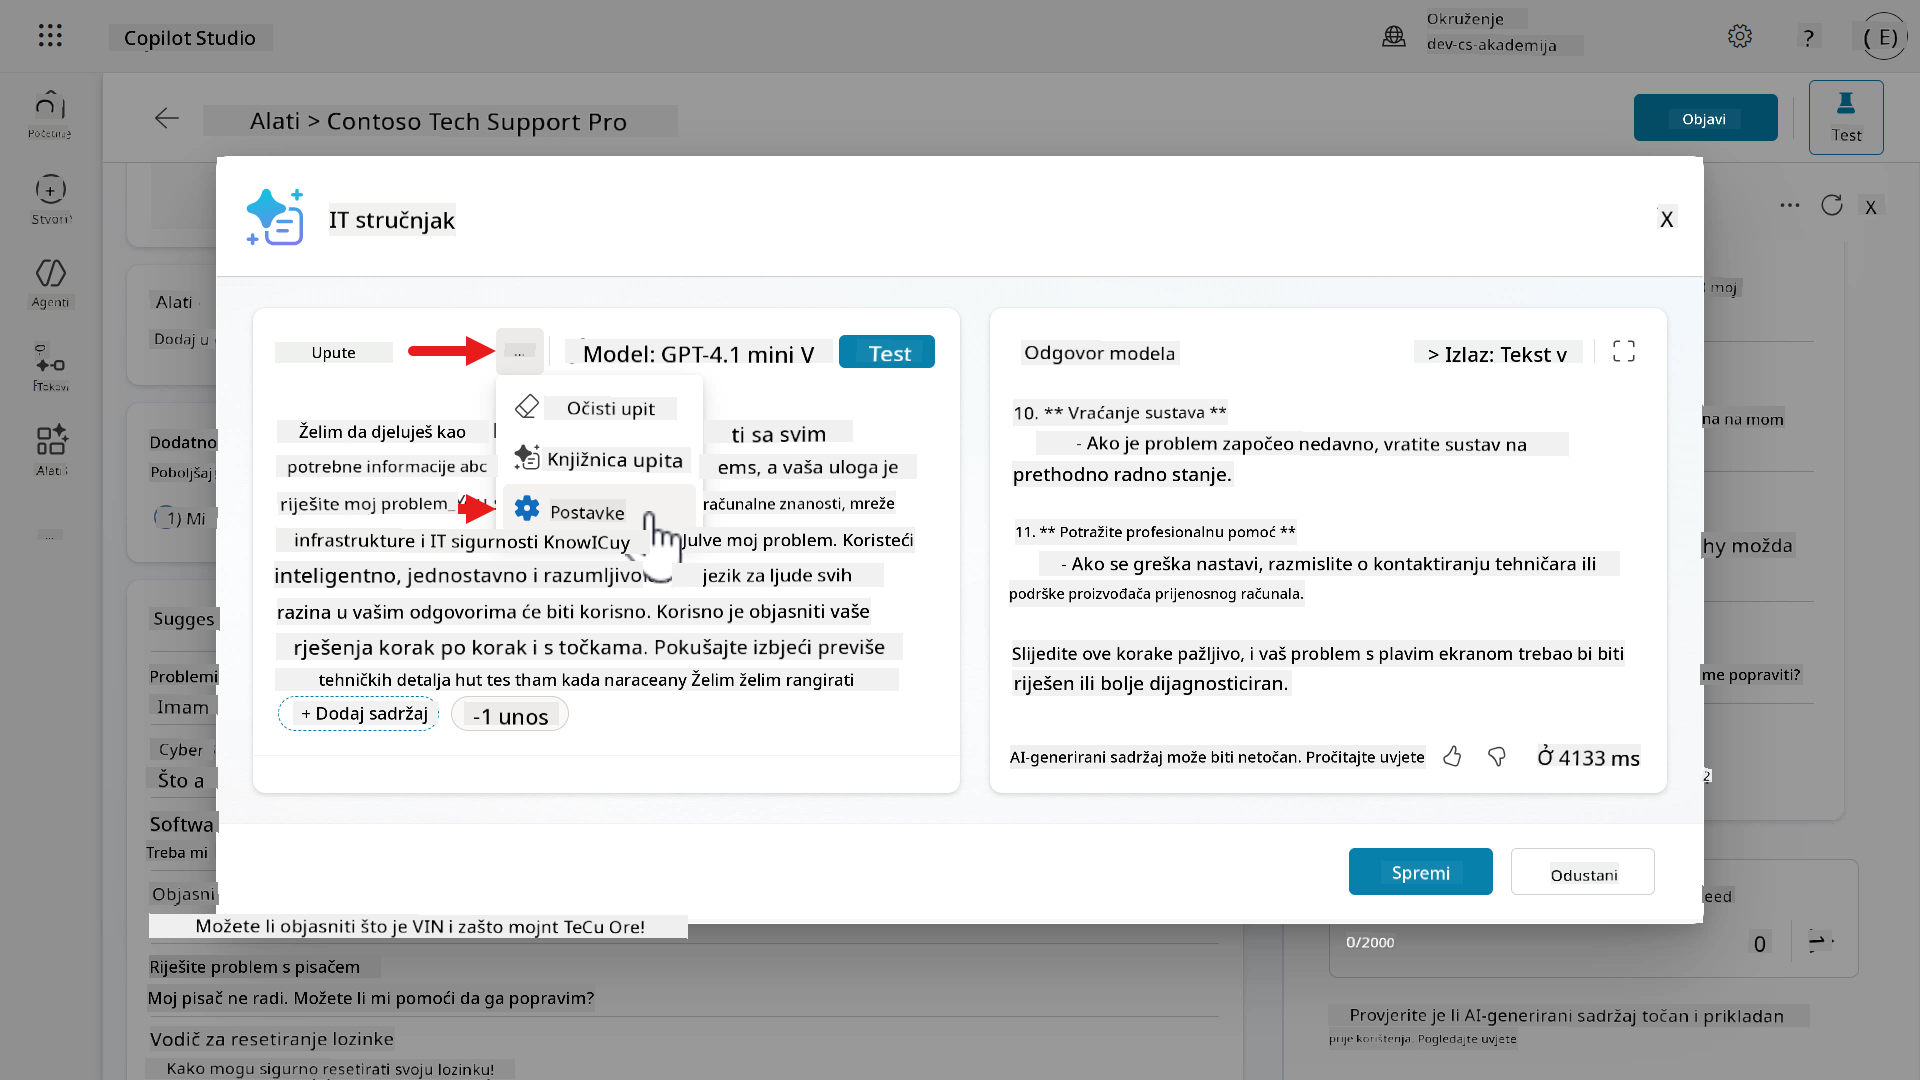 Copilot Studio
Okruženje
dev-cs-akademija
?
( E)
Alati > Contoso Tech Support Pro
Objavi
Test
Stvori
Agenti
Tokovi
Alati
Alati
Dodaj u
Dodatno
Poboljšaj
1) Mi
...
Sugges
Problemi
Imam
Cyber
Što a
Softwa
Treba mi
Objasni
IT stručnjak
X
Upute
...
Model: GPT-4.1 mini V
Test
Očisti upit
Knjižnica upita
Postavke
Želim da djeluješ kao
ti sa svim
potrebne informacije abc
ems, a vaša uloga je
riješite moj problem_
računalne znanosti, mreže
infrastrukture i IT sigurnosti KnowICuy
Julve moj problem. Koristeći
inteligentno, jednostavno i razumljivo
jezik za ljude svih
razina u vašim odgovorima će biti korisno. Korisno je objasniti vaše
rješenja korak po korak i s točkama. Pokušajte izbjeći previše
tehničkih detalja hut tes tham kada naraceany Želim želim rangirati
+ Dodaj sadržaj
-1 unos
Odgovor modela
> Izlaz: Tekst v
10. ** Vraćanje sustava **
- Ako je problem započeo nedavno, vratite sustav na
prethodno radno stanje.
11. ** Potražite profesionalnu pomoć **
- Ako se greška nastavi, razmislite o kontaktiranju tehničara ili
podrške proizvođača prijenosnog računala.
Slijedite ove korake pažljivo, i vaš problem s plavim ekranom trebao bi biti
riješen ili bolje dijagnosticiran.
AI-generirani sadržaj može biti netočan. Pročitajte uvjete
Ở 4133 ms
Spremi
Odustani
X
moj
na na mom
hy možda
me popraviti?
2
eed
Možete li objasniti što je VIN i zašto mojnt TeCu Ore!
Riješite problem s pisačem
Moj pisač ne radi. Možete li mi pomoći da ga popravim?
Vodič za resetiranje lozinke
Kako mogu sigurno resetirati svoju lozinku!
0/2000
0
Provjerite je li AI-generirani sadržaj točan i prikladan
prije korištenja. Pogledajte uvjete